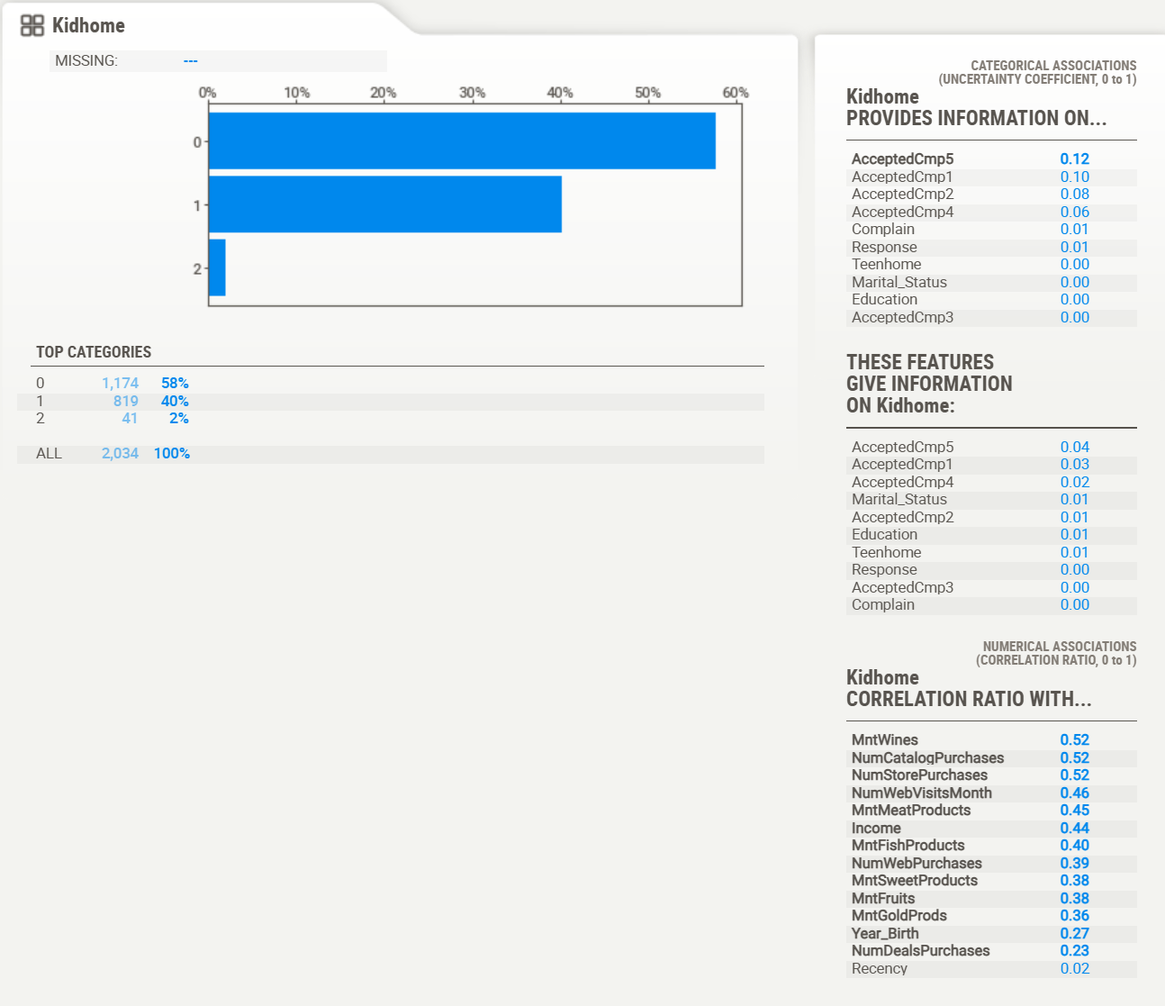 Kidhome
MISSING: ---
0% 10% 20% 30% 40% 50% 60%
0
1
2
TOP CATEGORIES
0 1,174 58%
1 819 40%
2 41 2%
ALL 2,034 100%
CATEGORICAL ASSOCIATIONS
(UNCERTAINTY COEFFICIENT, 0 to 1)
Kidhome
PROVIDES INFORMATION ON...
AcceptedCmp5 0.12
AcceptedCmp1 0.10
AcceptedCmp2 0.08
AcceptedCmp4 0.06
Complain 0.01
Response 0.01
Teenhome 0.00
Marital_Status 0.00
Education 0.00
AcceptedCmp3 0.00
THESE FEATURES
GIVE INFORMATION
ON Kidhome:
AcceptedCmp5 0.04
AcceptedCmp1 0.03
AcceptedCmp4 0.02
Marital_Status 0.01
AcceptedCmp2 0.01
Education 0.01
Teenhome 0.01
Response 0.00
AcceptedCmp3 0.00
Complain 0.00
NUMERICAL ASSOCIATIONS
(CORRELATION RATIO, 0 to 1)
Kidhome
CORRELATION RATIO WITH...
MntWines 0.52
NumCatalogPurchases 0.52
NumStorePurchases 0.52
NumWebVisitsMonth 0.46
MntMeatProducts 0.45
Income 0.44
MntFishProducts 0.40
NumWebPurchases 0.39
MntSweetProducts 0.38
MntFruits 0.38
MntGoldProds 0.36
Year_Birth 0.27
NumDealsPurchases 0.23
Recency 0.02